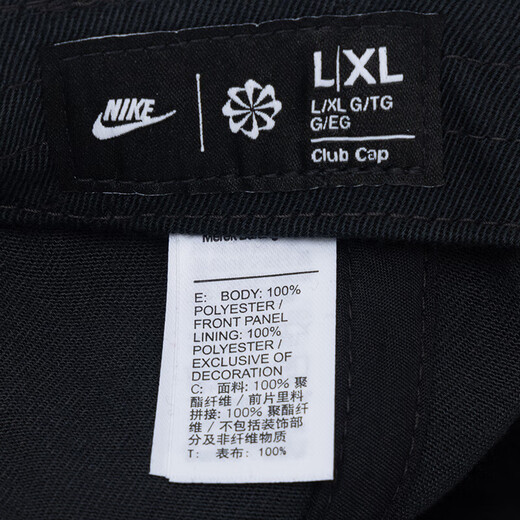 NIKE
L|XL
L/XL G/TG
G/EG
Club Cap
E: BODY: 100%
POLYESTER /
FRONT PANEL
LINING: 100%
POLYESTER /
EXCLUSIVE OF
DECORATION
C: 面料: 100% 聚
酯纤维 / 前片里料
拼接: 100% 聚酯纤
维 / 不包括装饰部
分及非纤维物质
T: 表布: 100%